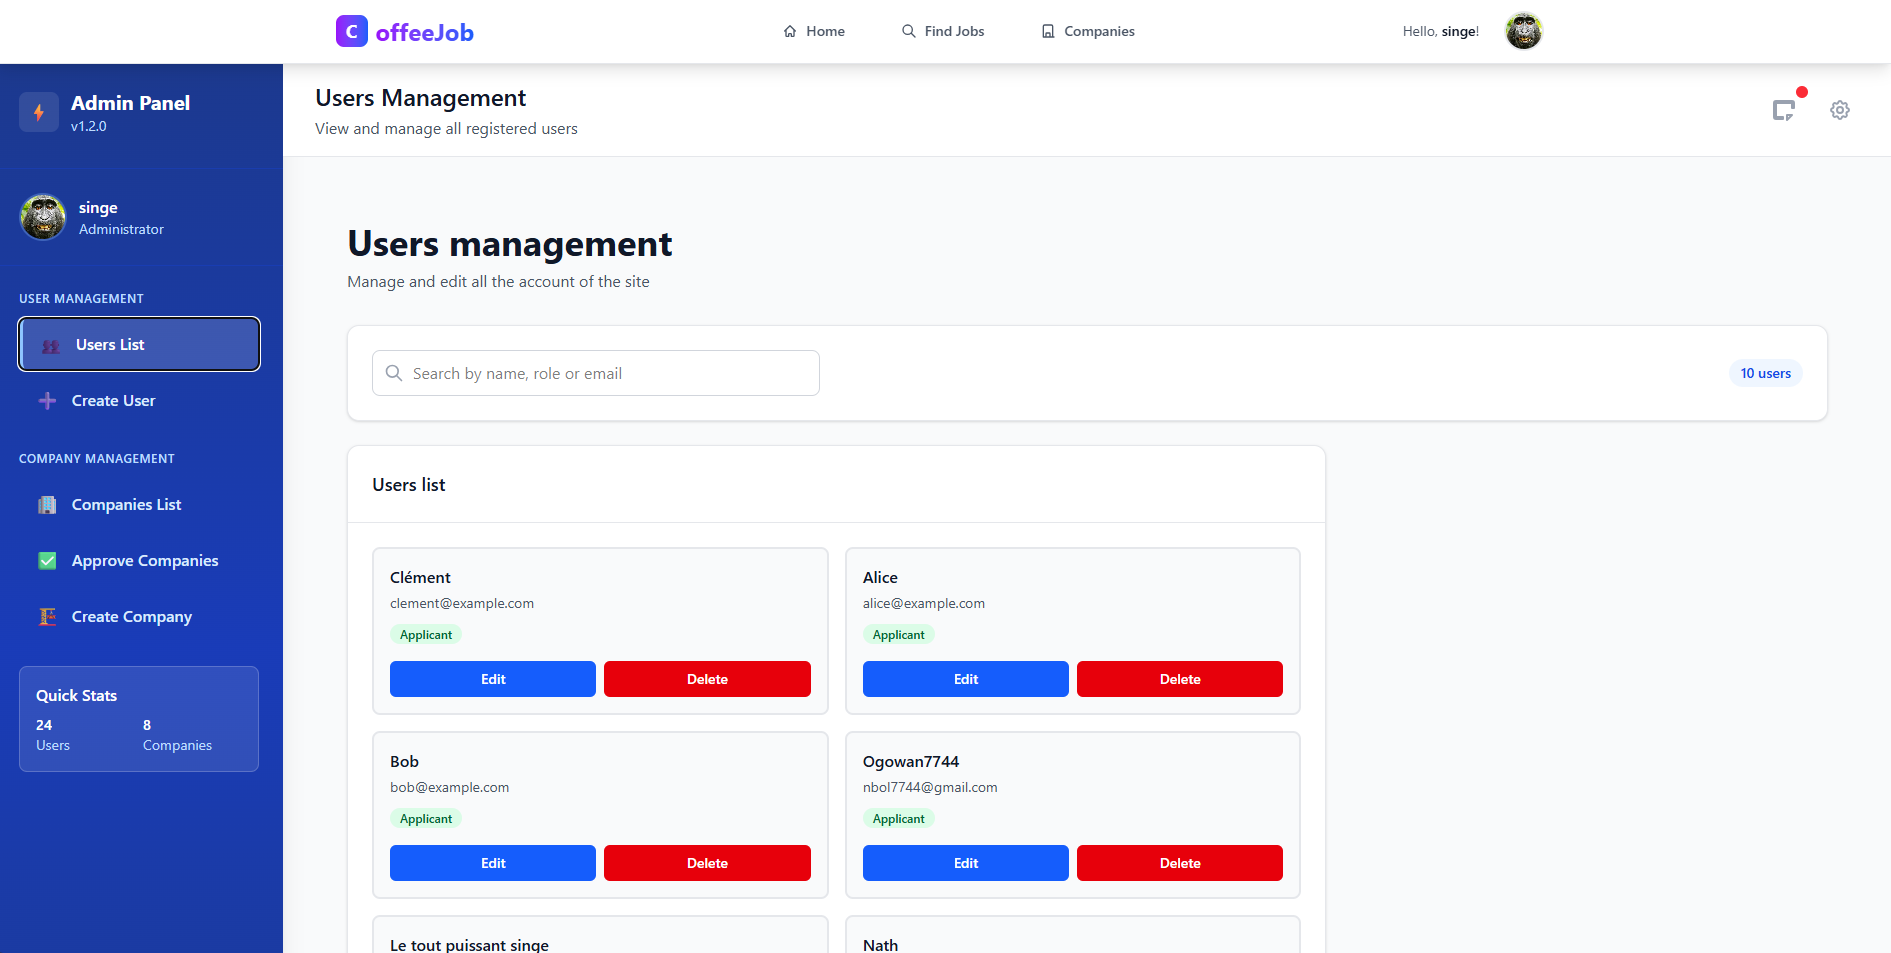 C offeeJob
Home
Find Jobs
Companies
Hello, singe!
Admin Panel
v1.2.0
singe
Administrator
USER MANAGEMENT
Users List
Create User
COMPANY MANAGEMENT
Companies List
Approve Companies
Create Company
Quick Stats
24
8
Users
Companies
Users Management
View and manage all registered users
Users management
Manage and edit all the account of the site
Search by name, role or email
10 users
Users list
Clément
clement@example.com
Applicant
Edit
Delete
Alice
alice@example.com
Applicant
Edit
Delete
Bob
bob@example.com
Applicant
Edit
Delete
Ogowan7744
nbol7744@gmail.com
Applicant
Edit
Delete
Le tout puissant singe
Nath